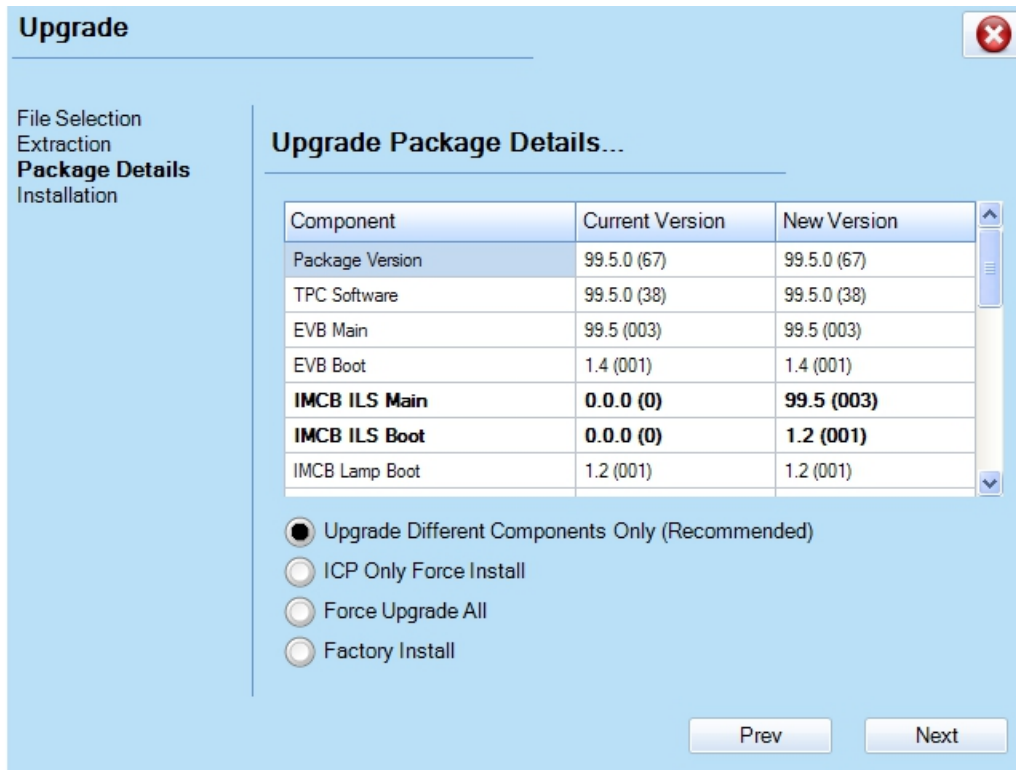 Upgrade
File Selection
Extraction
Package Details
Installation
Upgrade Package Details...
Component Current Version New Version
Package Version 99.5.0 (67) 99.5.0 (67)
TPC Software 99.5.0 (38) 99.5.0 (38)
EVB Main 99.5 (003) 99.5 (003)
EVB Boot 1.4 (001) 1.4 (001)
IMCB ILS Main 0.0.0 (0) 99.5 (003)
IMCB ILS Boot 0.0.0 (0) 1.2 (001)
IMCB Lamp Boot 1.2 (001) 1.2 (001)
Upgrade Different Components Only (Recommended)
ICP Only Force Install
Force Upgrade All
Factory Install
Prev Next